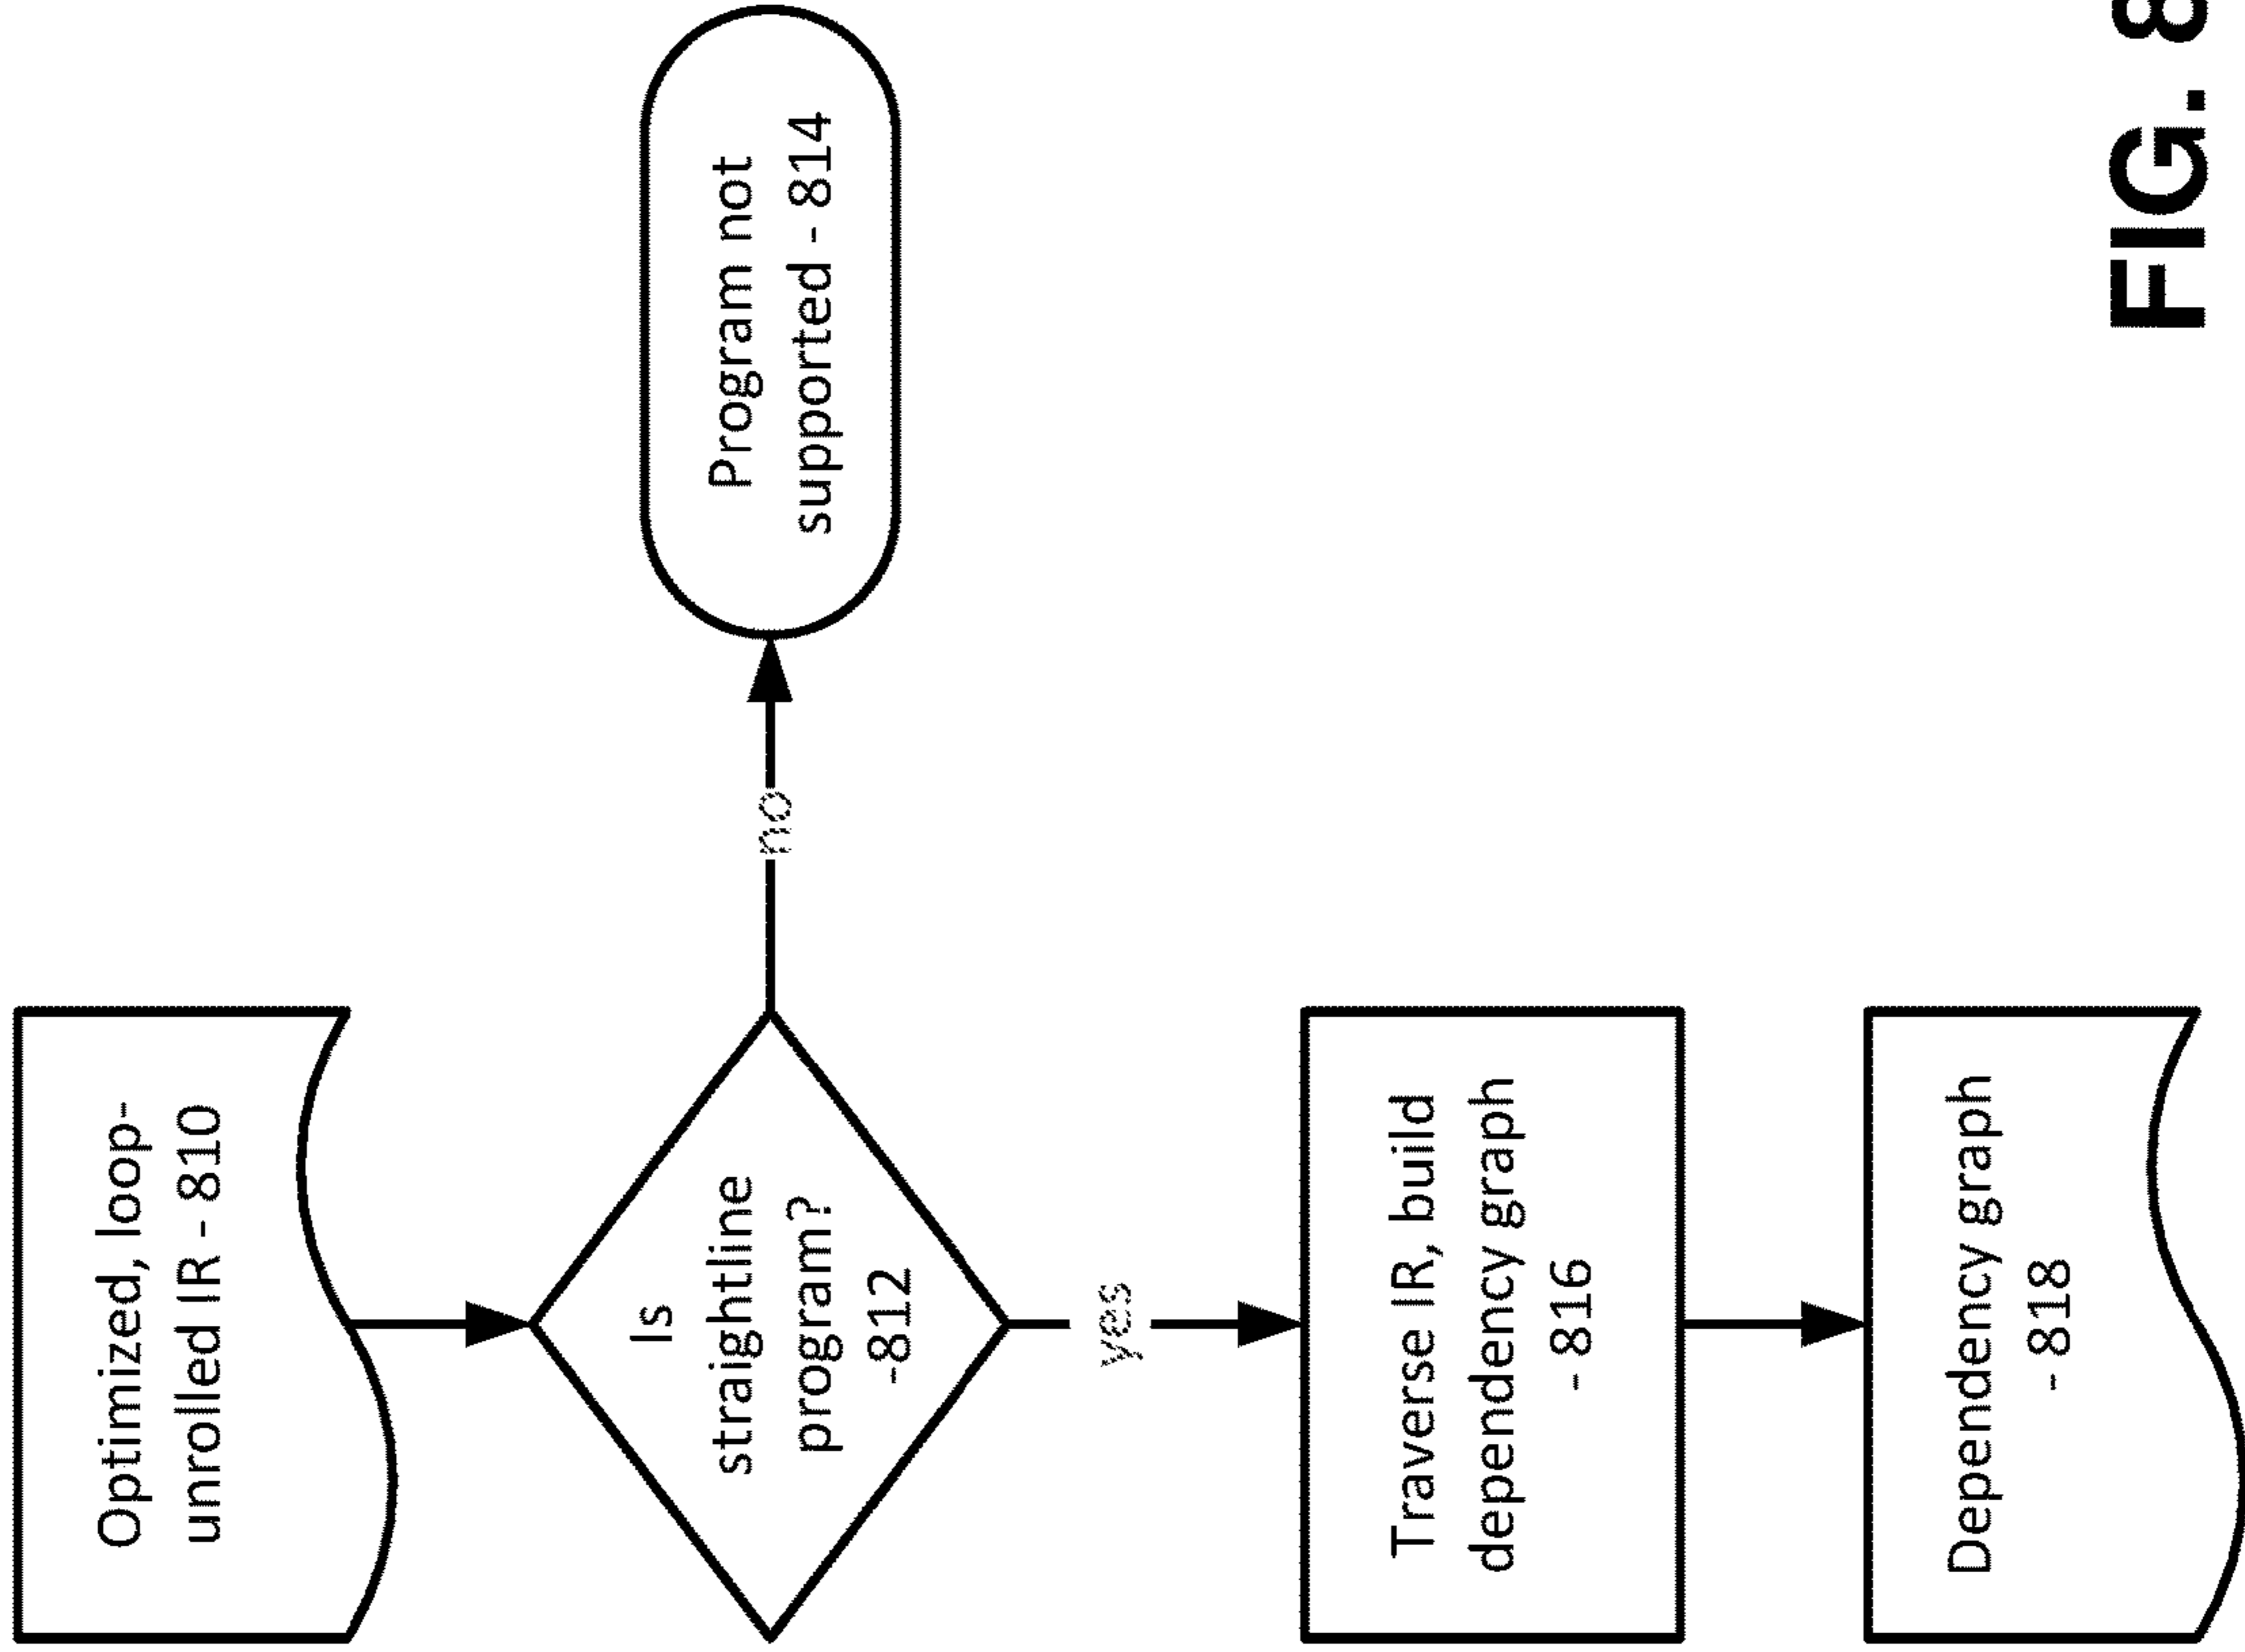 Optimized, loop-
unrolled IR - 810
Is
straightline
program?
-812
no
Program not
supported - 814
yes
Traverse IR, build
dependency graph
- 816
Dependency graph
- 818
FIG. 8